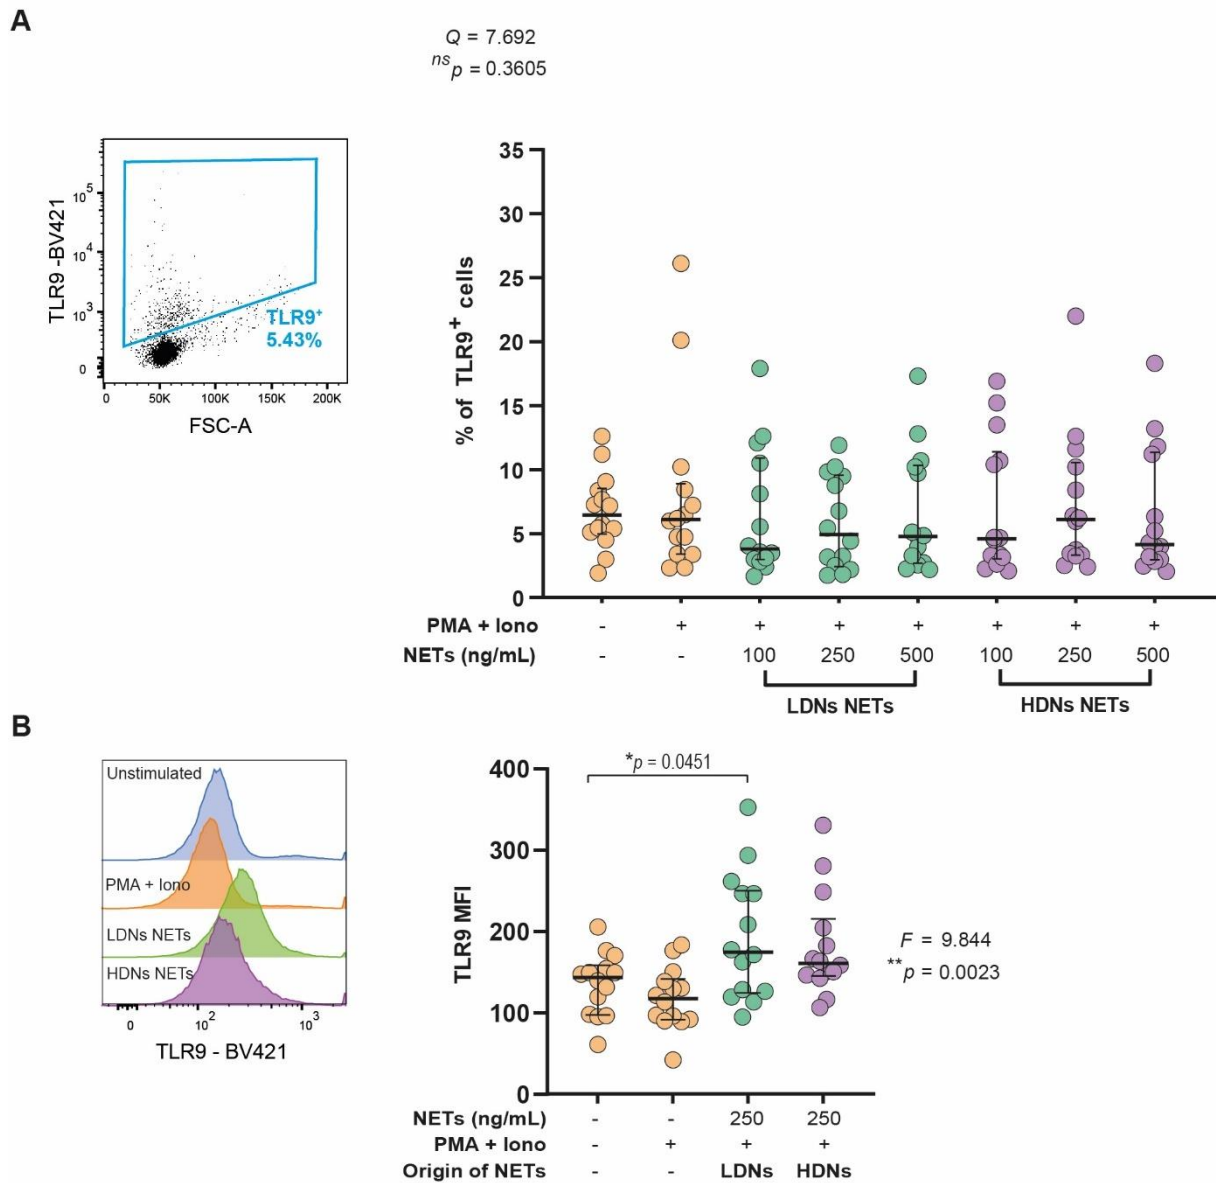 A
Q = 7.692
ns p = 0.3605
TLR9 -BV421
10^5
10^4
10^3
0
TLR9+
5.43%
0 50K 100K 150K 200K
FSC-A
% of TLR9+ cells
35
30
25
20
15
10
5
0
PMA + Iono - + + + + + + +
NETs (ng/mL) - - 100 250 500 100 250 500
LDNs NETs HDNs NETs
B
Unstimulated
PMA + Iono
LDNs NETs
HDNs NETs
0 10^2 10^3
TLR9 - BV421
*p = 0.0451
TLR9 MFI
400
300
200
100
0
F = 9.844
**p = 0.0023
NETs (ng/mL) - - 250 250
PMA + Iono - + + +
Origin of NETs - - LDNs HDNs